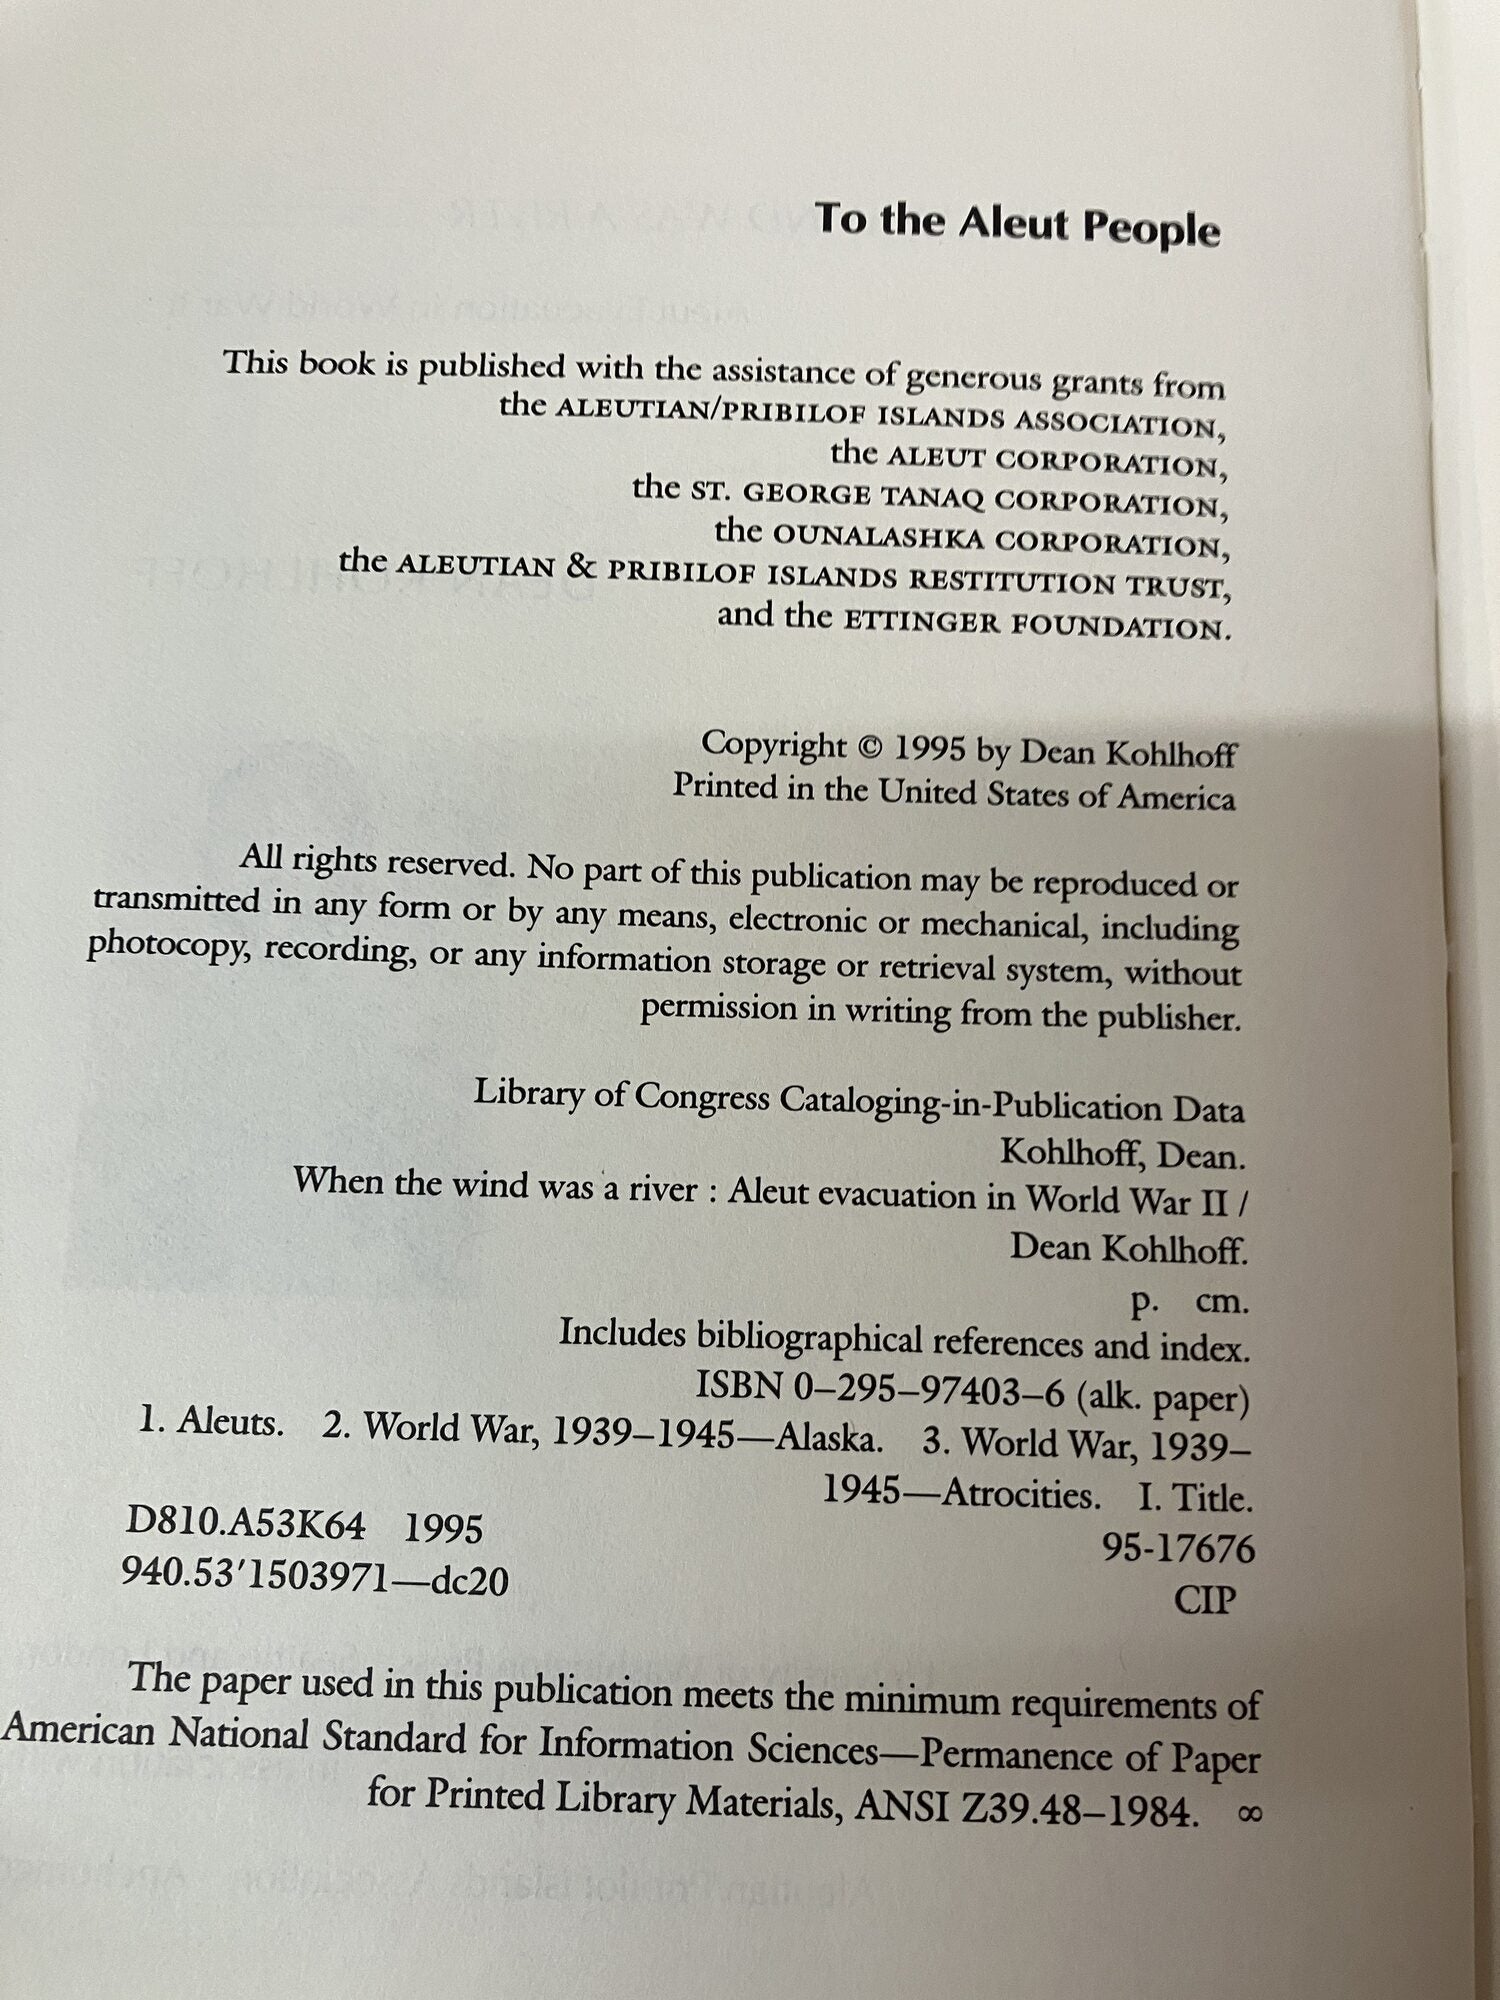 To the Aleut People
This book is published with the assistance of generous grants from
the ALEUTIAN/PRIBILOF ISLANDS ASSOCIATION,
the ALEUT CORPORATION,
the ST. GEORGE TANAQ CORPORATION,
the OUNALASHKA CORPORATION,
the ALEUTIAN & PRIBILOF ISLANDS RESTITUTION TRUST,
and the ETTINGER FOUNDATION.
Copyright © 1995 by Dean Kohlhoff
Printed in the United States of America
All rights reserved. No part of this publication may be reproduced or
transmitted in any form or by any means, electronic or mechanical, including
photocopy, recording, or any information storage or retrieval system, without
permission in writing from the publisher.
Library of Congress Cataloging-in-Publication Data
Kohlhoff, Dean.
When the wind was a river : Aleut evacuation in World War II /
Dean Kohlhoff.
p. cm.
Includes bibliographical references and index.
ISBN 0–295–97403–6 (alk. paper)
1. Aleuts. 2. World War, 1939–1945—Alaska. 3. World War, 1939–
1945—Atrocities. I. Title.
D810.A53K64 1995 95-17676
940.53'1503971—dc20 CIP
The paper used in this publication meets the minimum requirements of
American National Standard for Information Sciences—Permanence of Paper
for Printed Library Materials, ANSI Z39.48–1984. ∞